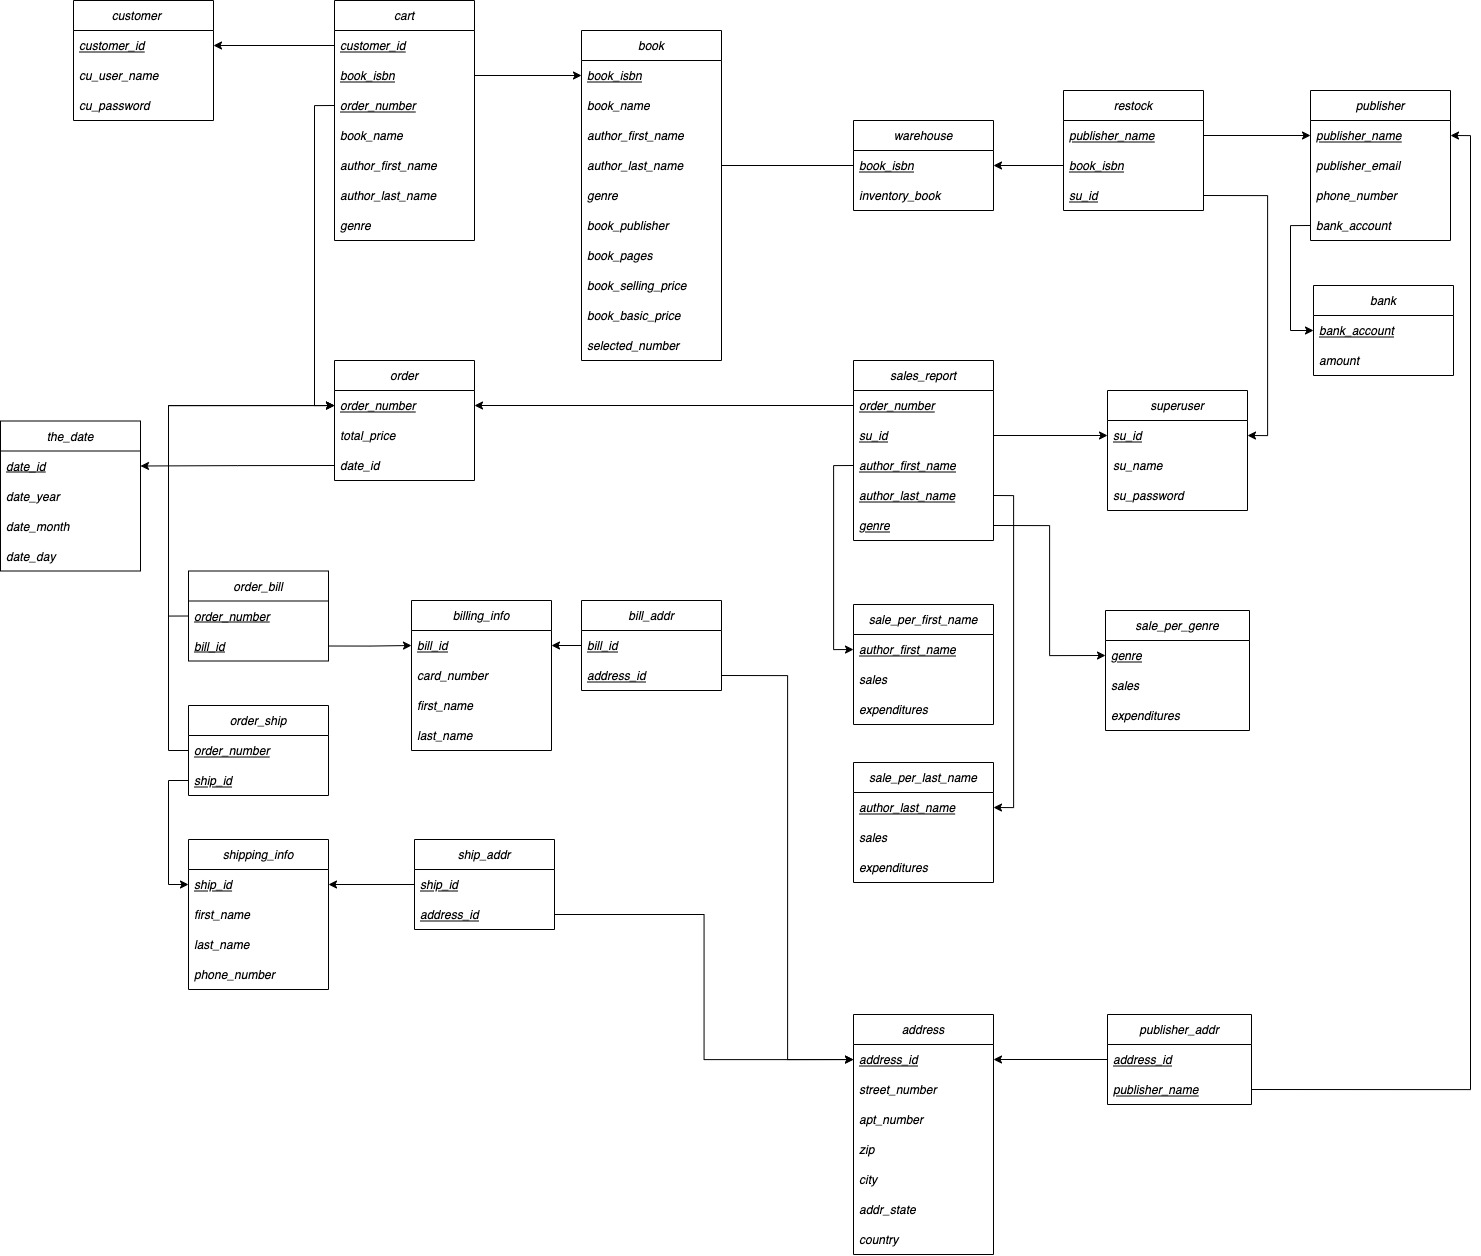 customer
customer_id
cu_user_name
cu_password
cart
customer_id
book_isbn
order_number
book_name
author_first_name
author_last_name
genre
book
book_isbn
book_name
author_first_name
author_last_name
genre
book_publisher
book_pages
book_selling_price
book_basic_price
selected_number
warehouse
book_isbn
inventory_book
restock
publisher_name
book_isbn
su_id
publisher
publisher_name
publisher_email
phone_number
bank_account
bank
bank_account
amount
order
order_number
total_price
date_id
the_date
date_id
date_year
date_month
date_day
sales_report
order_number
su_id
author_first_name
author_last_name
genre
superuser
su_id
su_name
su_password
order_bill
order_number
bill_id
billing_info
bill_id
card_number
first_name
last_name
bill_addr
bill_id
address_id
sale_per_first_name
author_first_name
sales
expenditures
sale_per_genre
genre
sales
expenditures
order_ship
order_number
ship_id
sale_per_last_name
author_last_name
sales
expenditures
shipping_info
ship_id
first_name
last_name
phone_number
ship_addr
ship_id
address_id
address
address_id
street_number
apt_number
zip
city
addr_state
country
publisher_addr
address_id
publisher_name